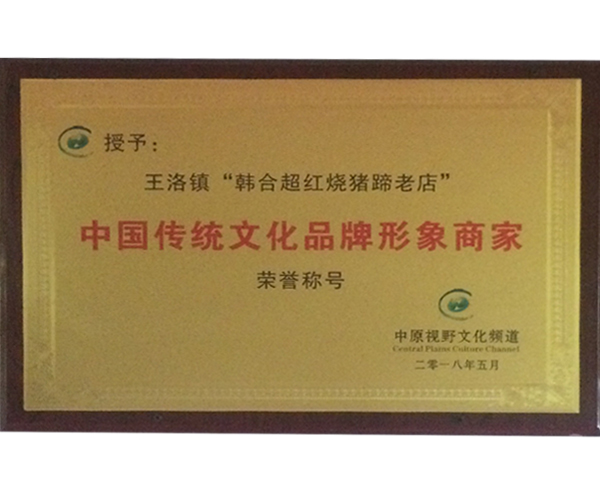 授予：
王洛镇“韩合超红烧猪蹄老店”
中国传统文化品牌形象商家
荣誉称号
中原视野文化频道
Central Plains Culture Channel
二零一八年五月